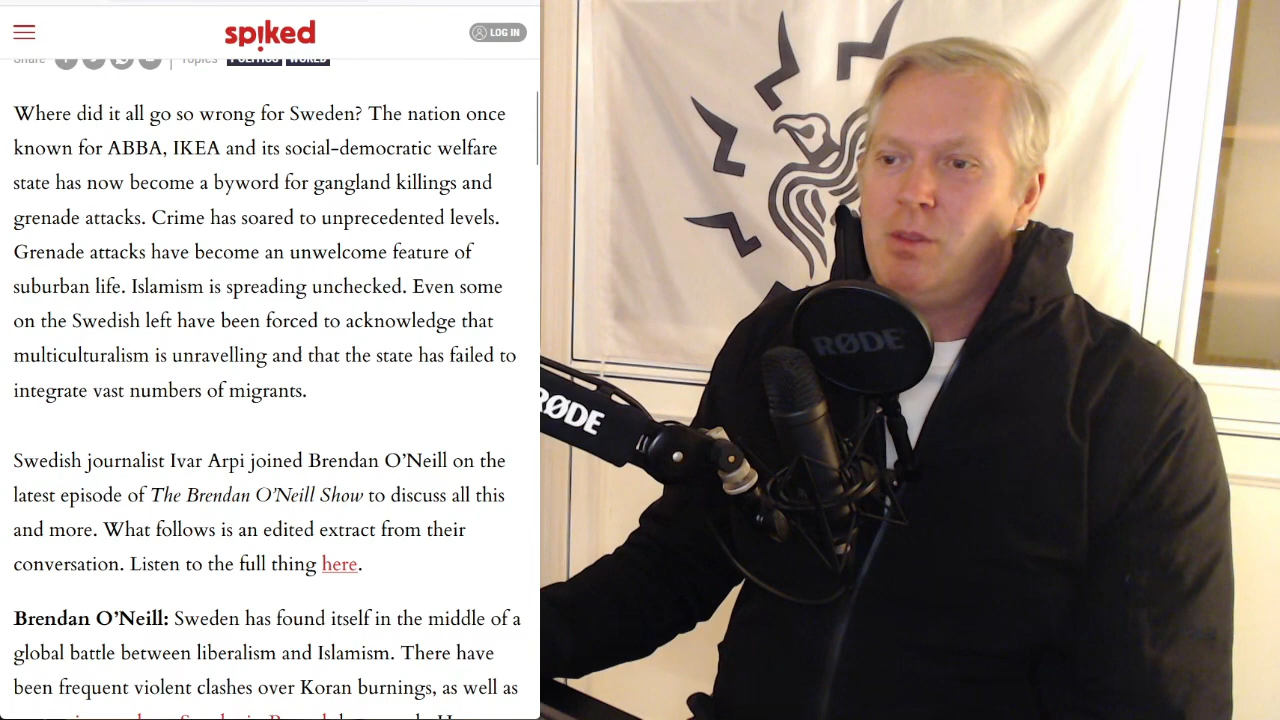 spiked
LOG IN
Share | Topics POLITICS WORLD
Where did it all go so wrong for Sweden? The nation once
known for ABBA, IKEA and its social-democratic welfare
state has now become a byword for gangland killings and
grenade attacks. Crime has soared to unprecedented levels.
Grenade attacks have become an unwelcome feature of
suburban life. Islamism is spreading unchecked. Even some
on the Swedish left have been forced to acknowledge that
multiculturalism is unravelling and that the state has failed to
integrate vast numbers of migrants.
Swedish journalist Ivar Arpi joined Brendan O’Neill on the
latest episode of The Brendan O’Neill Show to discuss all this
and more. What follows is an edited extract from their
conversation. Listen to the full thing here.
Brendan O’Neill: Sweden has found itself in the middle of a
global battle between liberalism and Islamism. There have
been frequent violent clashes over Koran burnings, as well as
RØDE
RØDE